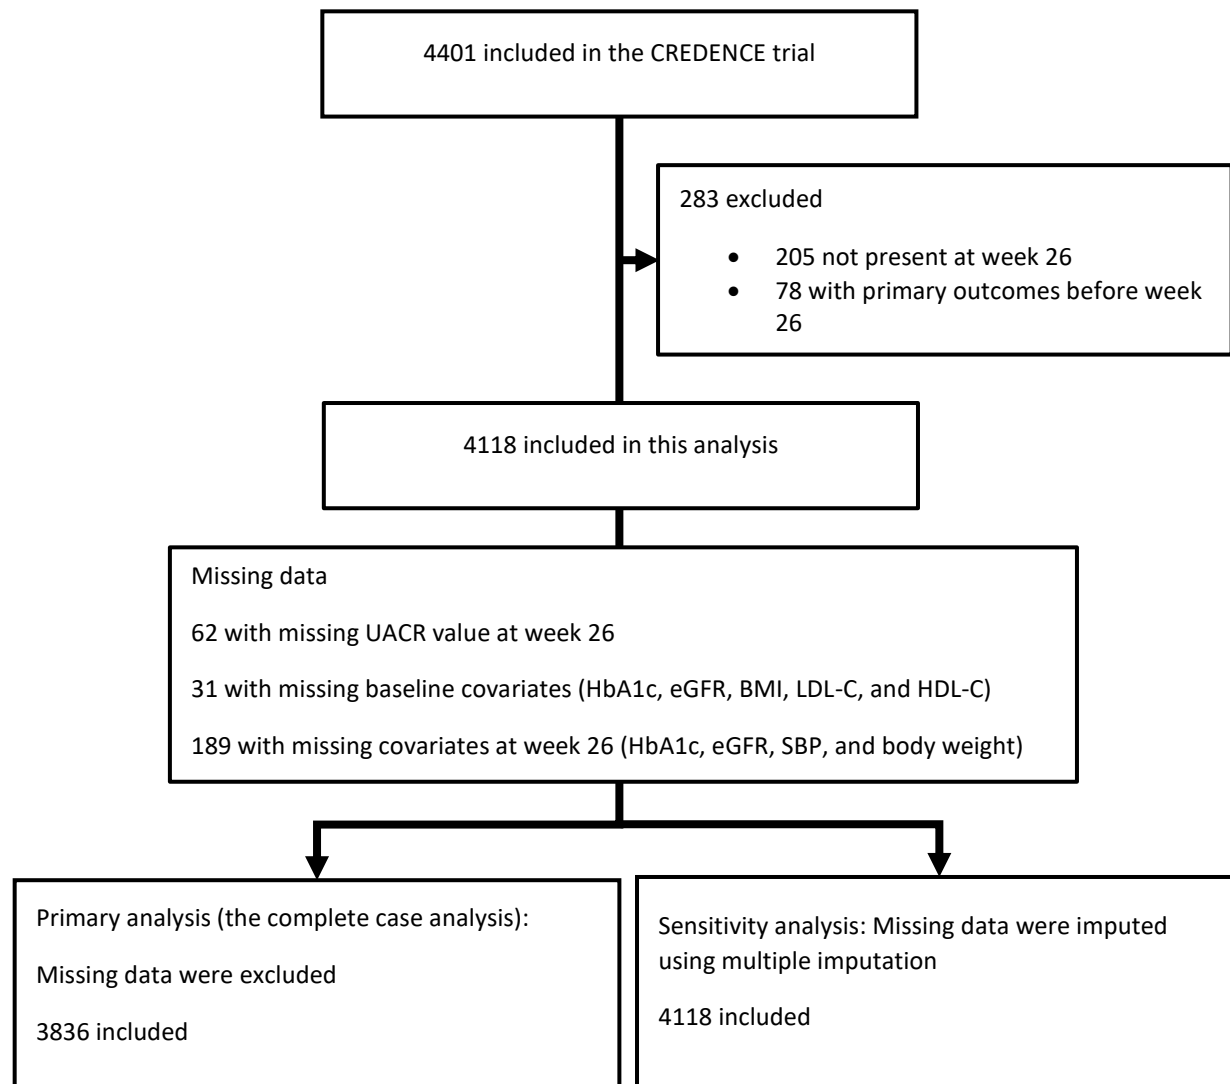 4401 included in the CREDENCE trial
283 excluded
• 205 not present at week 26
• 78 with primary outcomes before week
26
4118 included in this analysis
Missing data
62 with missing UACR value at week 26
31 with missing baseline covariates (HbA1c, eGFR, BMI, LDL-C, and HDL-C)
189 with missing covariates at week 26 (HbA1c, eGFR, SBP, and body weight)
Primary analysis (the complete case analysis):
Missing data were excluded
3836 included
Sensitivity analysis: Missing data were imputed
using multiple imputation
4118 included